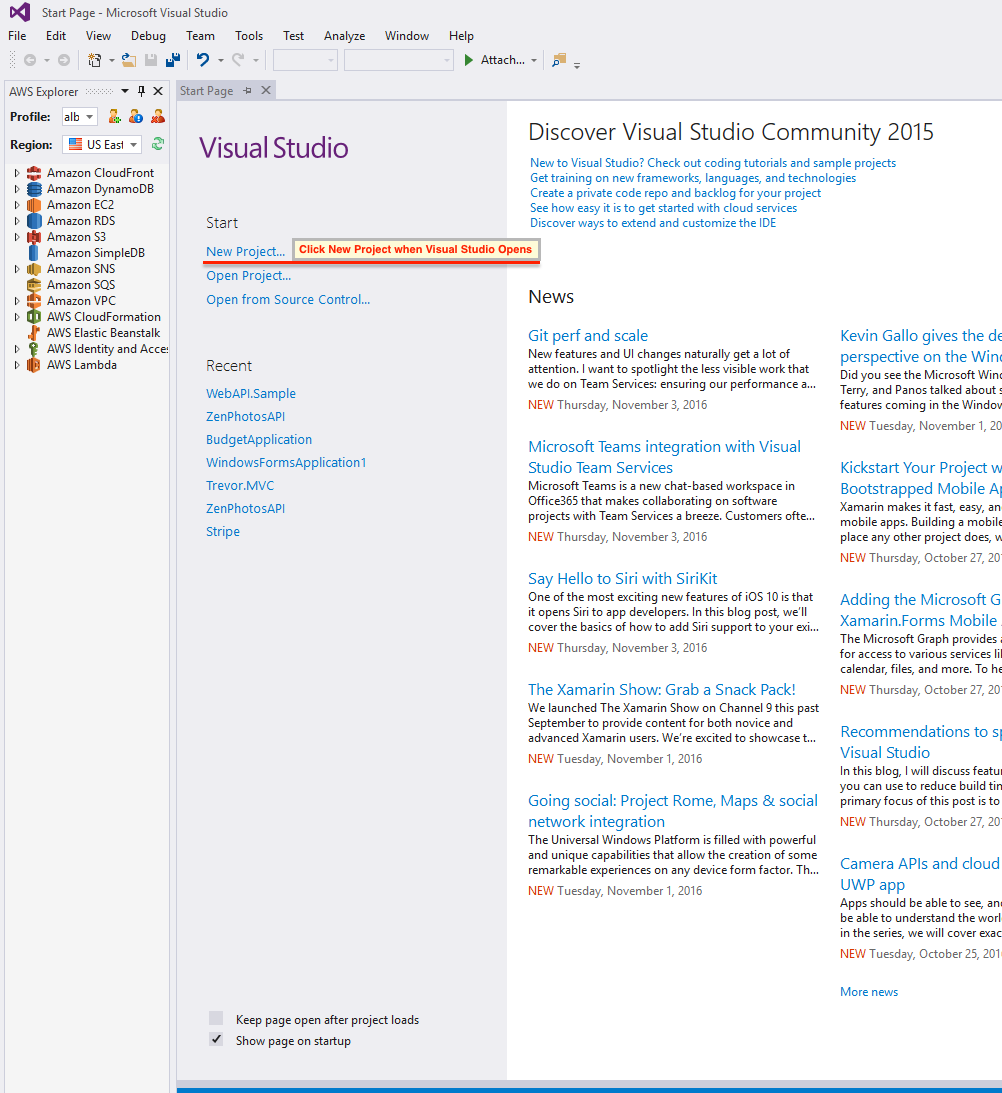 Start Page - Microsoft Visual Studio
File Edit View Debug Team Tools Test Analyze Window Help
Attach...
AWS Explorer
Profile: alb
Region: US East
Amazon CloudFront
Amazon DynamoDB
Amazon EC2
Amazon RDS
Amazon S3
Amazon SimpleDB
Amazon SNS
Amazon SQS
Amazon VPC
AWS CloudFormation
AWS Elastic Beanstalk
AWS Identity and Acces
AWS Lambda
Start Page
Visual Studio
Start
New Project...
Click New Project when Visual Studio Opens
Open Project...
Open from Source Control...
Recent
WebAPI.Sample
ZenPhotosAPI
BudgetApplication
WindowsFormsApplication1
Trevor.MVC
ZenPhotosAPI
Stripe
Keep page open after project loads
Show page on startup
Discover Visual Studio Community 2015
New to Visual Studio? Check out coding tutorials and sample projects
Get training on new frameworks, languages, and technologies
Create a private code repo and backlog for your project
See how easy it is to get started with cloud services
Discover ways to extend and customize the IDE
News
Git perf and scale
New features and UI changes naturally get a lot of
attention. I want to spotlight the less visible work that
we do on Team Services: ensuring our performance a...
NEW Thursday, November 3, 2016
Microsoft Teams integration with Visual
Studio Team Services
Microsoft Teams is a new chat-based workspace in
Office365 that makes collaborating on software
projects with Team Services a breeze. Customers ofte...
NEW Thursday, November 3, 2016
Say Hello to Siri with SiriKit
One of the most exciting new features of iOS 10 is that
it opens Siri to app developers. In this blog post, we'll
cover the basics of how to add Siri support to your exi...
NEW Thursday, November 3, 2016
The Xamarin Show: Grab a Snack Pack!
We launched The Xamarin Show on Channel 9 this past
September to provide content for both novice and
advanced Xamarin users. We're excited to showcase t...
NEW Tuesday, November 1, 2016
Going social: Project Rome, Maps & social
network integration
The Universal Windows Platform is filled with powerful
and unique capabilities that allow the creation of some
remarkable experiences on any device form factor. Th...
NEW Tuesday, November 1, 2016
Kevin Gallo gives the de
perspective on the Wind
Did you see the Microsoft Wind
Terry, and Panos talked about s
features coming in the Window
NEW Tuesday, November 1, 20
Kickstart Your Project w
Bootstrapped Mobile Ap
Xamarin makes it fast, easy, an
mobile apps. Building a mobile
place any other project does, w
NEW Thursday, October 27, 201
Adding the Microsoft G
Xamarin.Forms Mobile
The Microsoft Graph provides a
for access to various services li
calendar, files, and more. To he
NEW Thursday, October 27, 201
Recommendations to sp
Visual Studio
In this blog, I will discuss featur
you can use to reduce build tin
primary focus of this post is to
NEW Thursday, October 27, 201
Camera APIs and cloud
UWP app
Apps should be able to see, and
be able to understand the world
in the series, we will cover exac
NEW Tuesday, October 25, 2016
More news